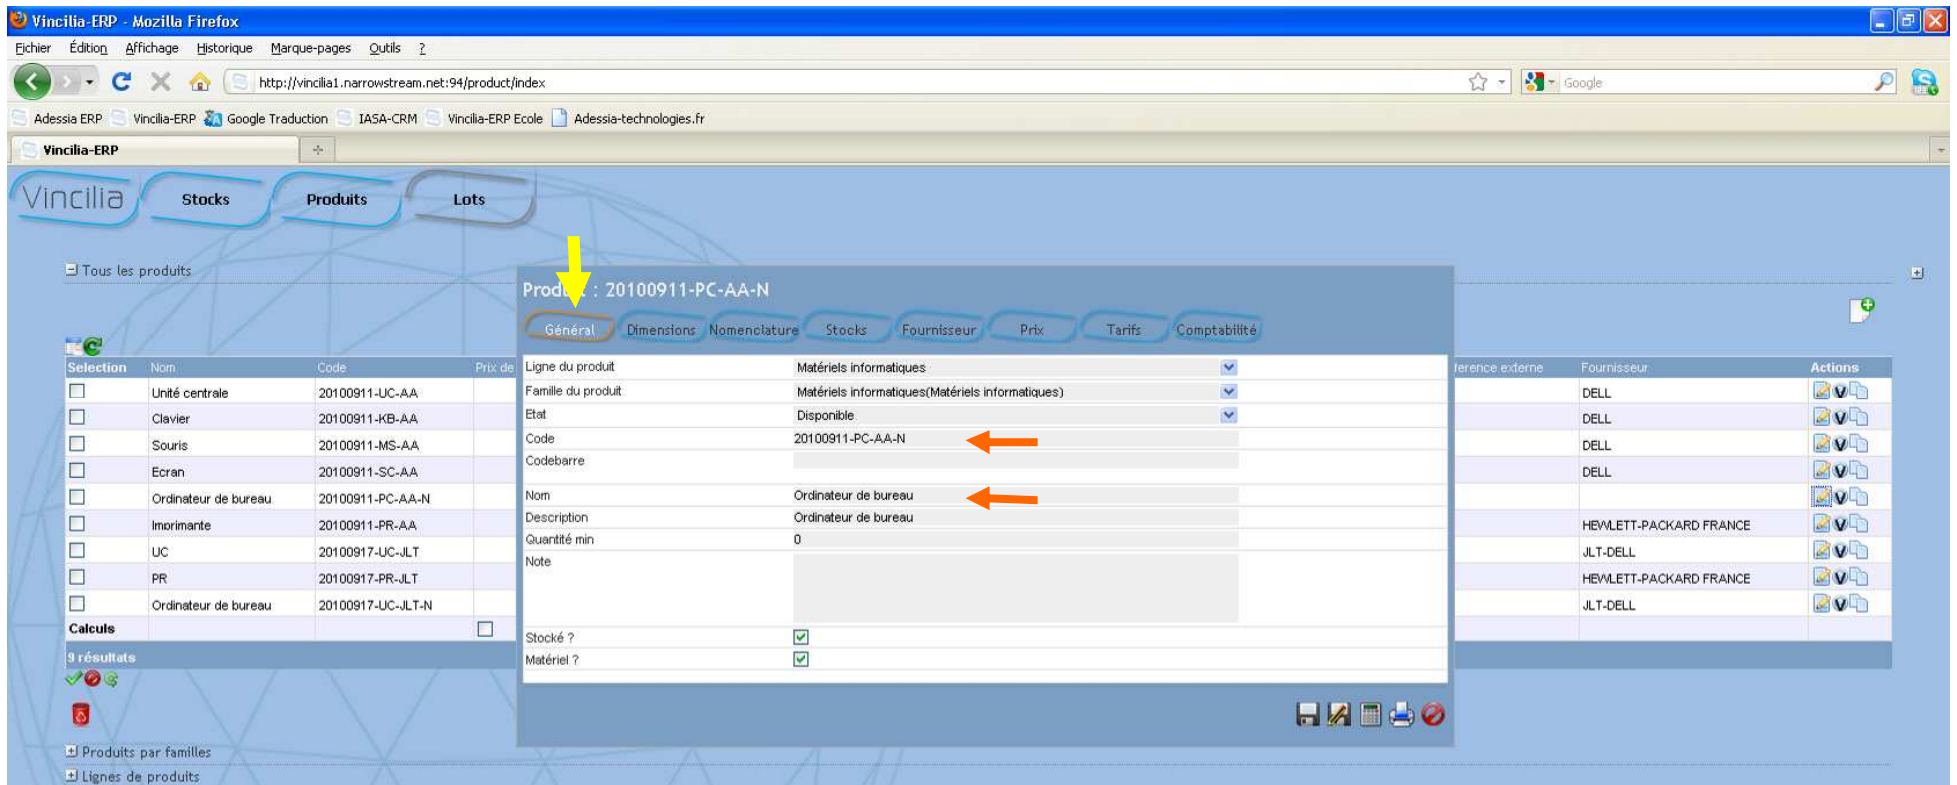 Vincilia-ERP - Mozilla Firefox
Fichier Édition Affichage Historique Marque-pages Outils ?
http://vincilia1.narrowstream.net:94/product/index
Google
Adessia ERP Vincilia-ERP Google Traduction IASA-CRM Vincilia-ERP Ecole Adessia-technologies.fr
Vincilia-ERP
Vincilia Stocks Produits Lots
Tous les produits
Produit : 20100911-PC-AA-N
Général Dimensions Nomenclature Stocks Fournisseur Prix Tarifs Comptabilité
Selection Nom Code Prix de
Unité centrale 20100911-UC-AA
Clavier 20100911-KB-AA
Souris 20100911-MS-AA
Ecran 20100911-SC-AA
Ordinateur de bureau 20100911-PC-AA-N
Imprimante 20100911-PR-AA
UC 20100917-UC-JLT
PR 20100917-PR-JLT
Ordinateur de bureau 20100917-UC-JLT-N
Calculs
9 résultats
Ligne du produit Matériels informatiques
Famille du produit Matériels informatiques(Matériels informatiques)
Etat Disponible
Code 20100911-PC-AA-N
Codebarre
Nom Ordinateur de bureau
Description Ordinateur de bureau
Quantité min 0
Note
Stocké ?
Matériel ?
ference externe Fournisseur Actions
DELL
DELL
DELL
DELL
HEWLETT-PACKARD FRANCE
JLT-DELL
HEWLETT-PACKARD FRANCE
JLT-DELL
Produits par familles
Lignes de produits